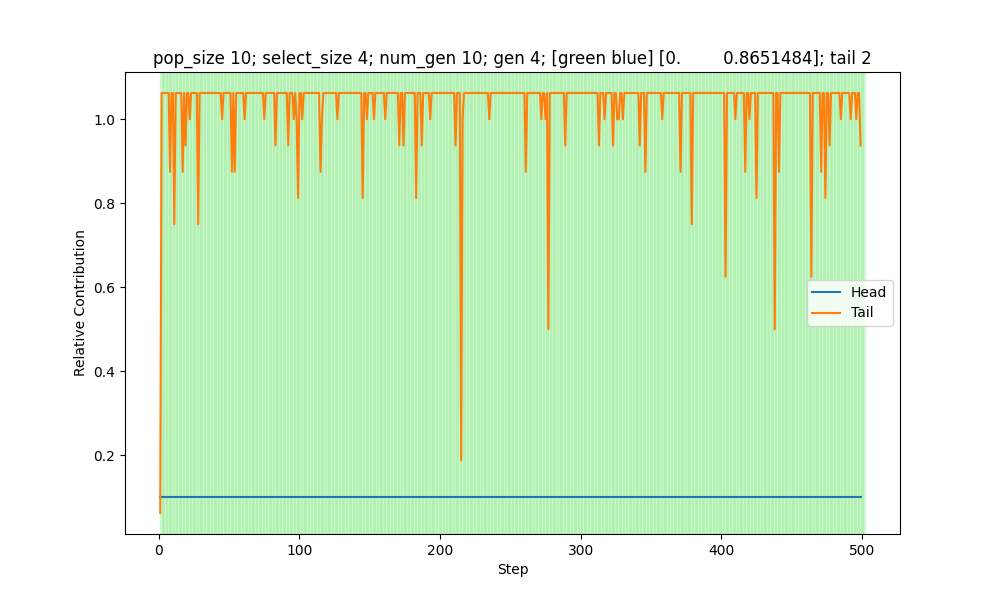 pop_size 10; select_size 4; num_gen 10; gen 4; [green blue] [0.        0.8651484]; tail 2
1.0
0.8
0.6
0.4
0.2
Relative Contribution
Head
Tail
0 100 200 300 400 500
Step